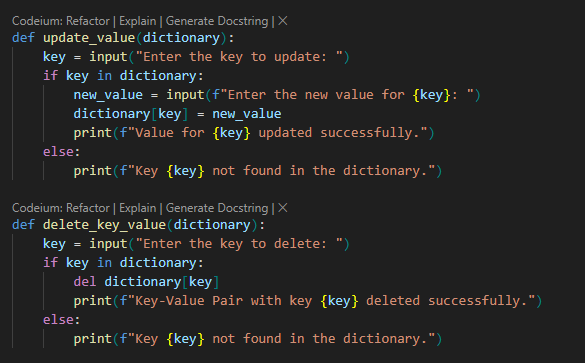 Codeium: Refactor | Explain | Generate Docstring | ×
def update_value(dictionary):
    key = input("Enter the key to update: ")
    if key in dictionary:
        new_value = input(f"Enter the new value for {key}: ")
        dictionary[key] = new_value
        print(f"Value for {key} updated successfully.")
    else:
        print(f"Key {key} not found in the dictionary.")
Codeium: Refactor | Explain | Generate Docstring | ×
def delete_key_value(dictionary):
    key = input("Enter the key to delete: ")
    if key in dictionary:
        del dictionary[key]
        print(f"Key-Value Pair with key {key} deleted successfully.")
    else:
        print(f"Key {key} not found in the dictionary.")